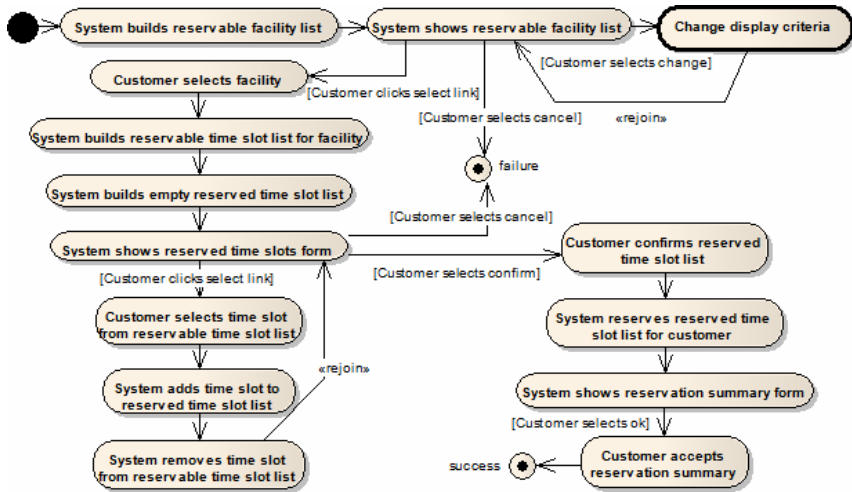 System builds reservable facility list
System shows reservable facility list
Change display criteria
[Customer selects change]
Customer selects facility
[Customer clicks select link]
[Customer selects cancel]
«rejoin»
System builds reservable time slot list for facility
failure
System builds empty reserved time slot list
[Customer selects cancel]
System shows reserved time slots form
Customer confirms reserved
time slot list
[Customer clicks select link]
[Customer selects confirm]
Customer selects time slot
from reservable time slot list
System reserves reserved time
slot list for customer
«rejoin»
System adds time slot to
reserved time slot list
System shows reservation summary form
[Customer selects ok]
System removes time slot
from reservable time slot list
success
Customer accepts
reservation summary